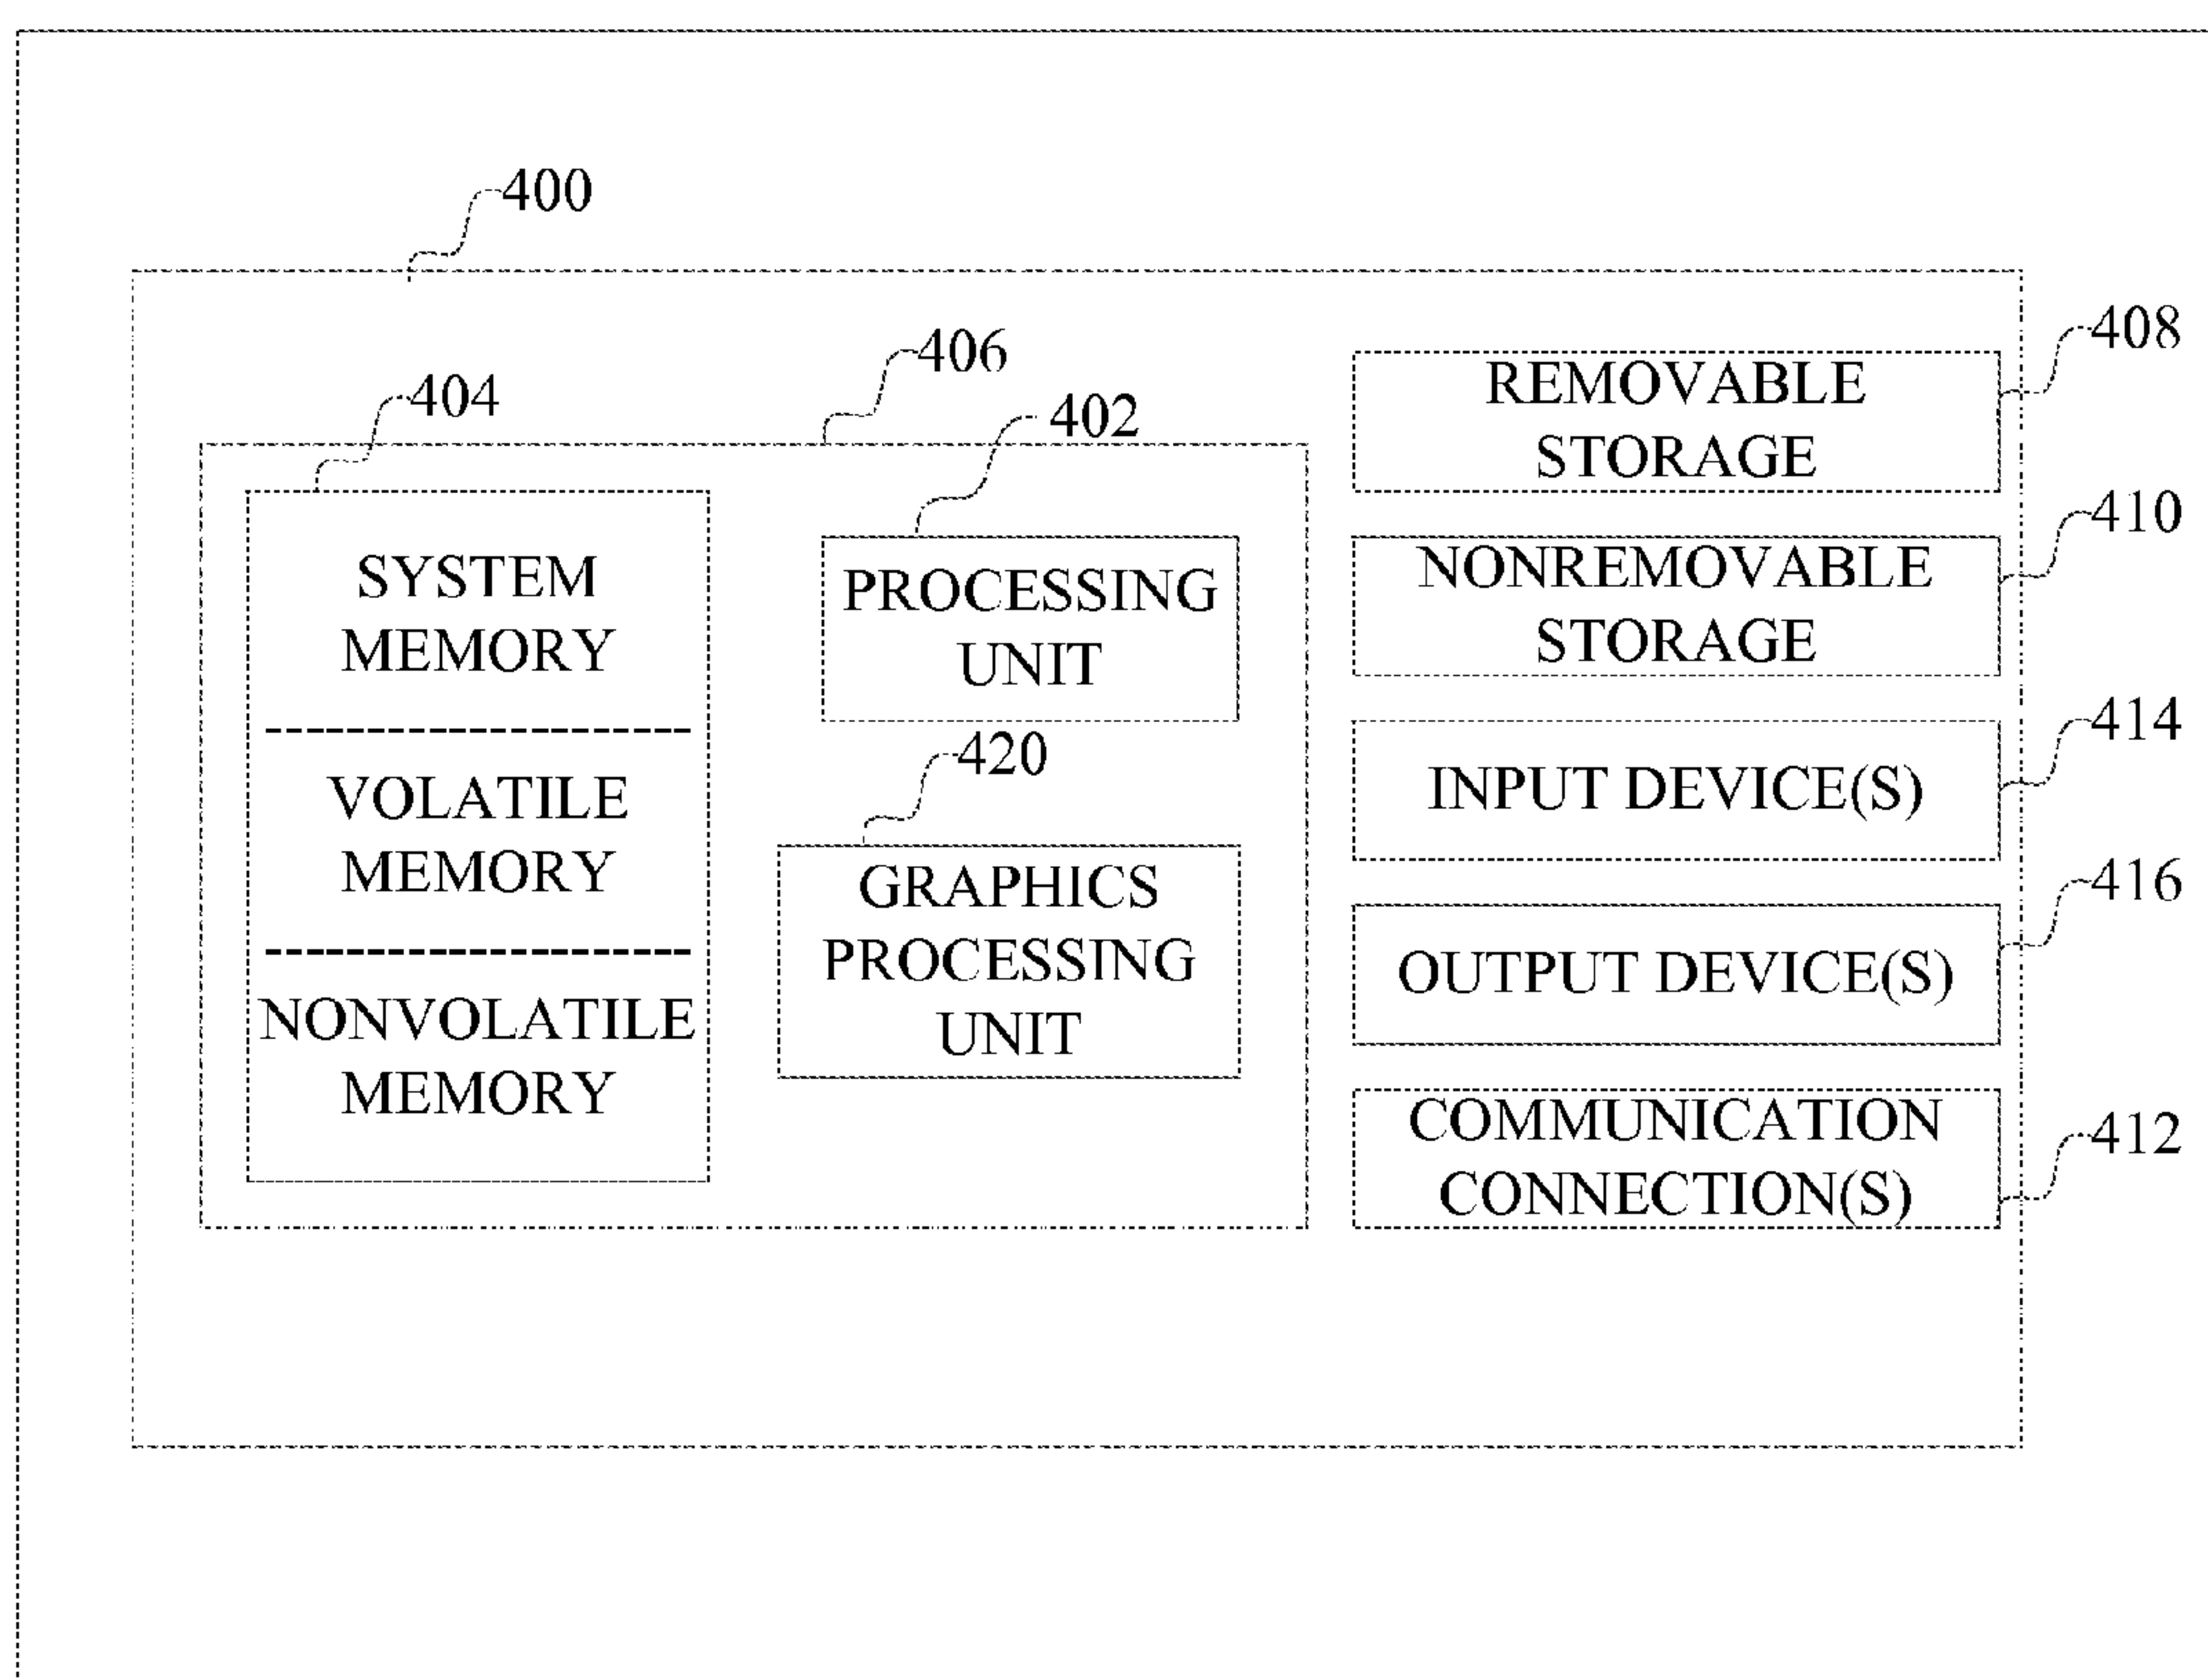 400
406
404
402
SYSTEM
MEMORY
VOLATILE
MEMORY
NONVOLATILE
MEMORY
PROCESSING
UNIT
420
GRAPHICS
PROCESSING
UNIT
408
REMOVABLE
STORAGE
410
NONREMOVABLE
STORAGE
414
INPUT DEVICE(S)
416
OUTPUT DEVICE(S)
412
COMMUNICATION
CONNECTION(S)